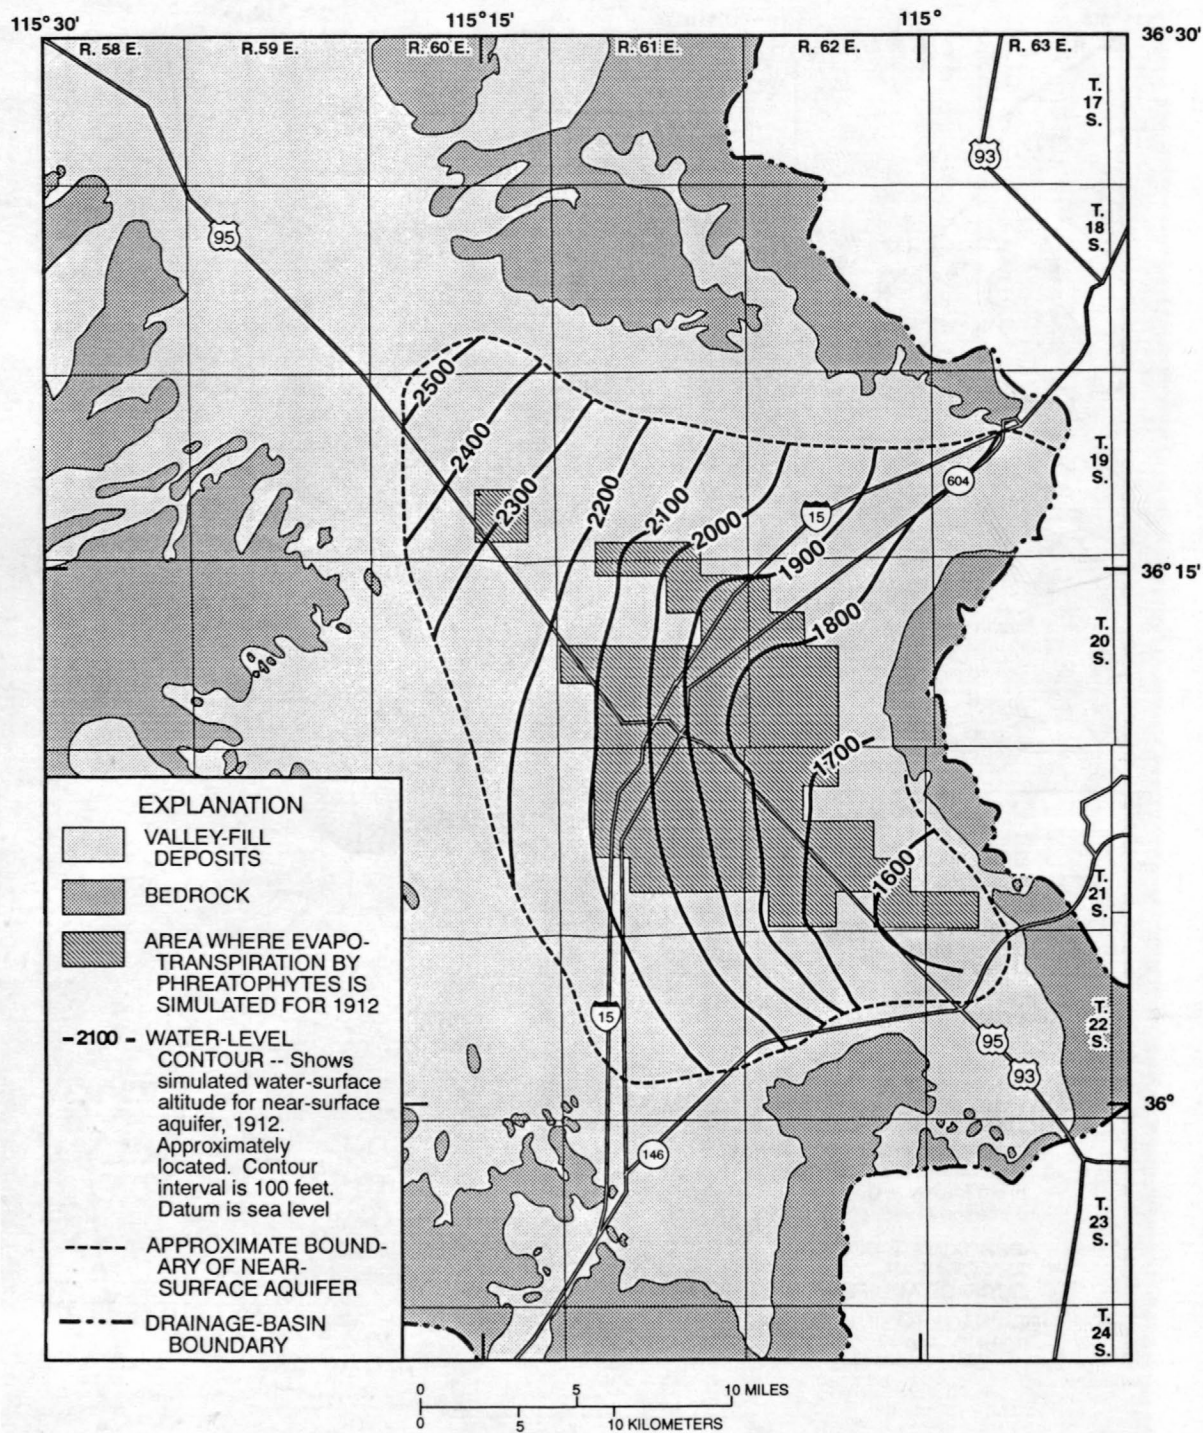 115° 30'
115° 15'
115°
36° 30'
R. 58 E.
R.59 E.
R. 60 E.
R. 61 E.
R. 62 E.
R. 63 E.
T.
17
S.
93
T.
18
S.
95
2500
2400
2300
2200
2100
2000
1900
1800
15
604
T.
19
S.
36° 15'
T.
20
S.
1700
1600
EXPLANATION
VALLEY-FILL
DEPOSITS
BEDROCK
AREA WHERE EVAPO-
TRANSPIRATION BY
PHREATOPHYTES IS
SIMULATED FOR 1912
-2100- WATER-LEVEL
CONTOUR -- Shows
simulated water-surface
altitude for near-surface
aquifer, 1912.
Approximately
located. Contour
interval is 100 feet.
Datum is sea level
APPROXIMATE BOUND-
ARY OF NEAR-
SURFACE AQUIFER
DRAINAGE-BASIN
BOUNDARY
T.
21
S.
15
T.
22
S.
95
93
36°
146
T.
23
S.
T.
24
S.
0 5 10 MILES
0 5 10 KILOMETERS